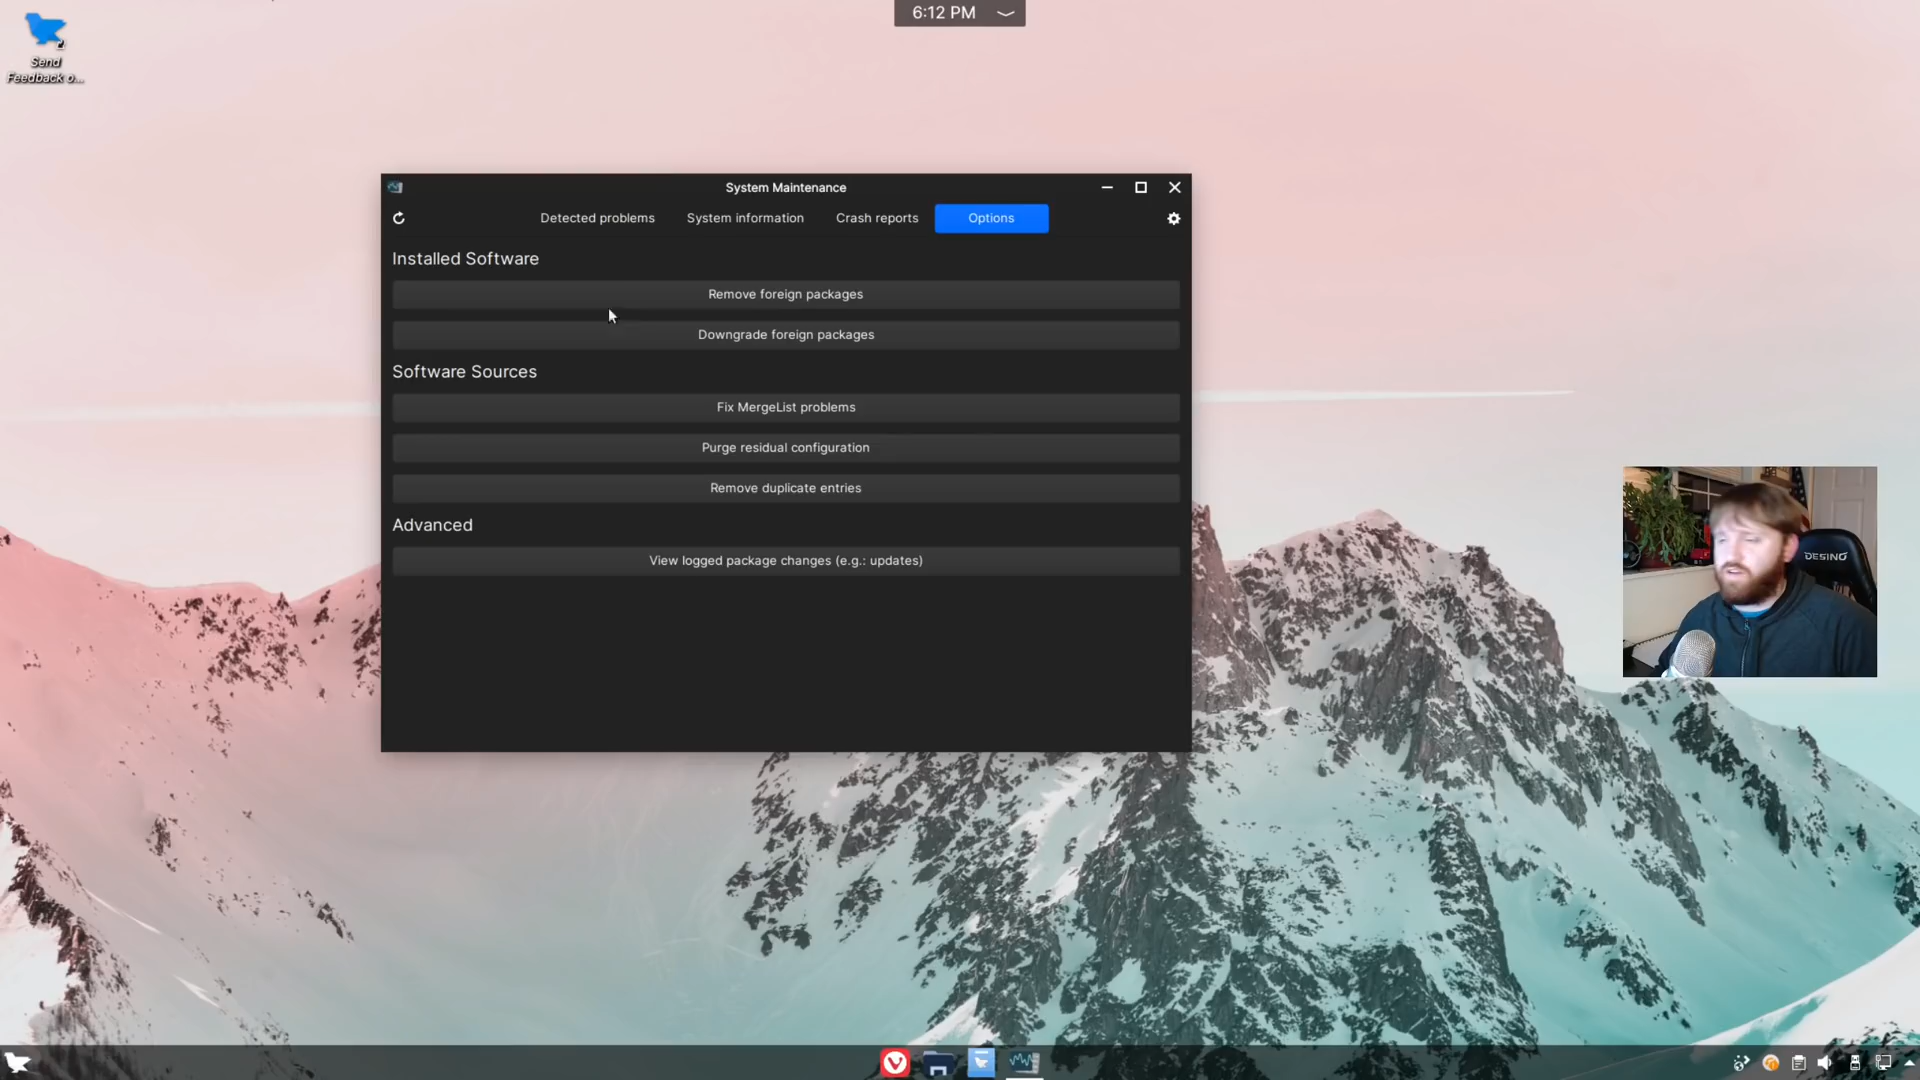 6:12 PM
Send
Feedback o...
System Maintenance
Detected problems
System information
Crash reports
Options
Installed Software
Remove foreign packages
Downgrade foreign packages
Software Sources
Fix MergeList problems
Purge residual configuration
Remove duplicate entries
Advanced
View logged package changes (e.g.: updates)
DESINO